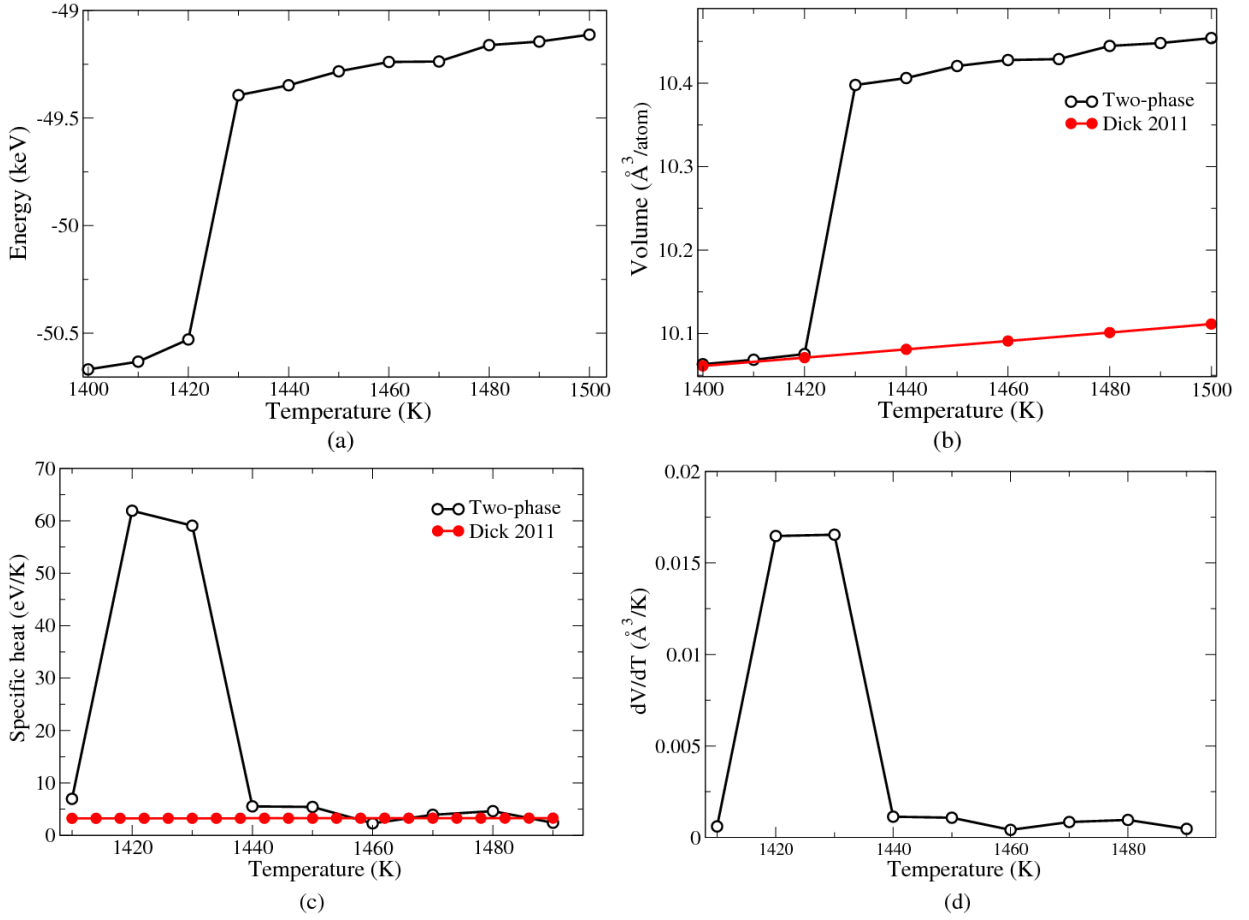 -49
-49.5
-50
-50.5
Energy (keV)
1400 1420 1440 1460 1480 1500
Temperature (K)
(a)
10.4
10.3
10.2
10.1
Volume (Å3/atom)
Two-phase
Dick 2011
1400 1420 1440 1460 1480 1500
Temperature (K)
(b)
70
60
50
40
30
20
10
0
Specific heat (eV/K)
Two-phase
Dick 2011
1420 1440 1460 1480
Temperature (K)
(c)
0.02
0.015
0.01
0.005
0
dV/dT (Å3/K)
1420 1440 1460 1480
Temperature (K)
(d)